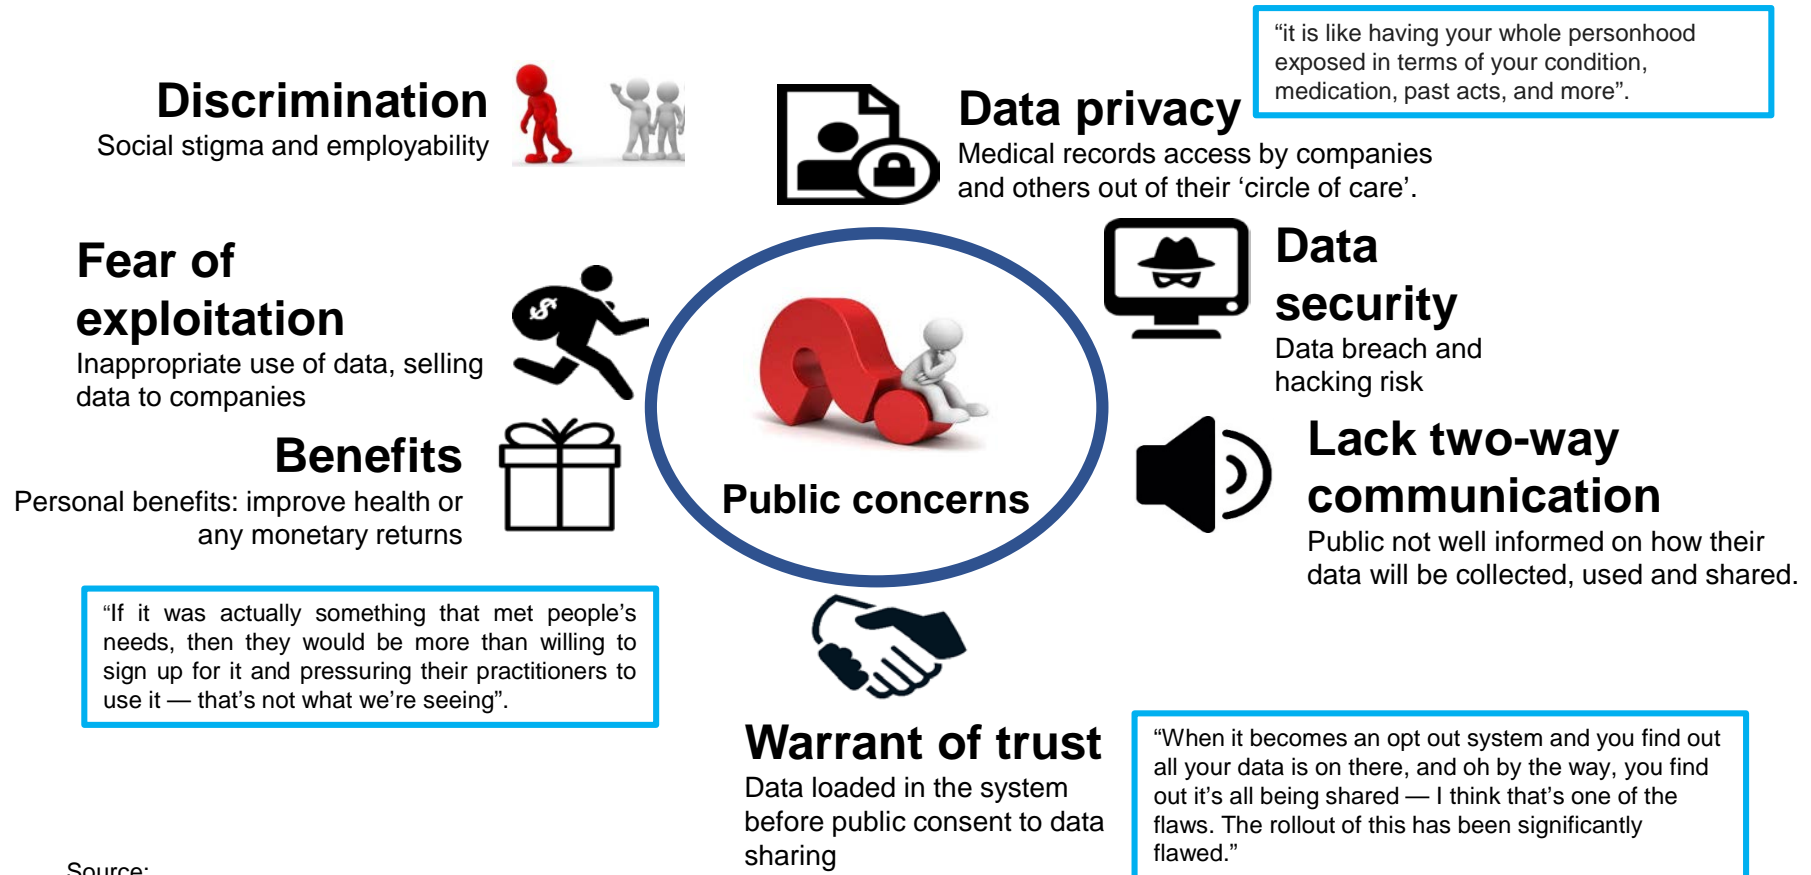 “it is like having your whole personhood
exposed in terms of your condition,
medication, past acts, and more”.
Discrimination
Social stigma and employability
Data privacy
Medical records access by companies
and others out of their ‘circle of care’.
Fear of
exploitation
Inappropriate use of data, selling
data to companies
$
Data
security
Data breach and
hacking risk
Benefits
Personal benefits: improve health or
any monetary returns
Public concerns
Lack two-way
communication
Public not well informed on how their
data will be collected, used and shared.
“If it was actually something that met people’s
needs, then they would be more than willing to
sign up for it and pressuring their practitioners to
use it — that’s not what we’re seeing”.
Warrant of trust
Data loaded in the system
before public consent to data
sharing
“When it becomes an opt out system and you find out
all your data is on there, and oh by the way, you find
out it’s all being shared — I think that’s one of the
flaws. The rollout of this has been significantly
flawed.”
Source: